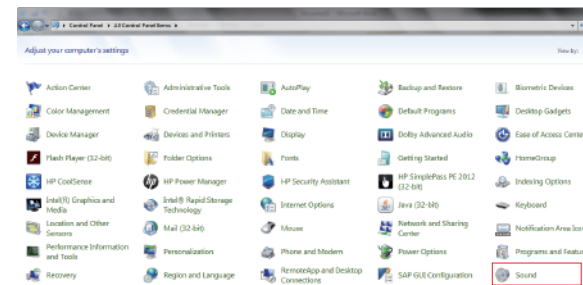 Control Panel ▸ All Control Panel Items ▸
Adjust your computer's settings
View by:
Action Center
Administrative Tools
AutoPlay
Backup and Restore
Biometric Devices
Color Management
Credential Manager
Date and Time
Default Programs
Desktop Gadgets
Device Manager
Devices and Printers
Display
Dolby Advanced Audio
Ease of Access Cente
Flash Player (32-bit)
Folder Options
Fonts
Getting Started
HomeGroup
HP CoolSense
HP Power Manager
HP Security Assistant
HP SimplePass PE 2012
(32-bit)
Indexing Options
Intel(R) Graphics and
Media
Intel® Rapid Storage
Technology
Internet Options
Java (32-bit)
Keyboard
Location and Other
Sensors
Mail (32-bit)
Mouse
Network and Sharing
Center
Notification Area Ico
Performance Information
and Tools
Personalization
Phone and Modem
Power Options
Programs and Featur
Recovery
Region and Language
RemoteApp and Desktop
Connections
SAP GUI Configuration
Sound